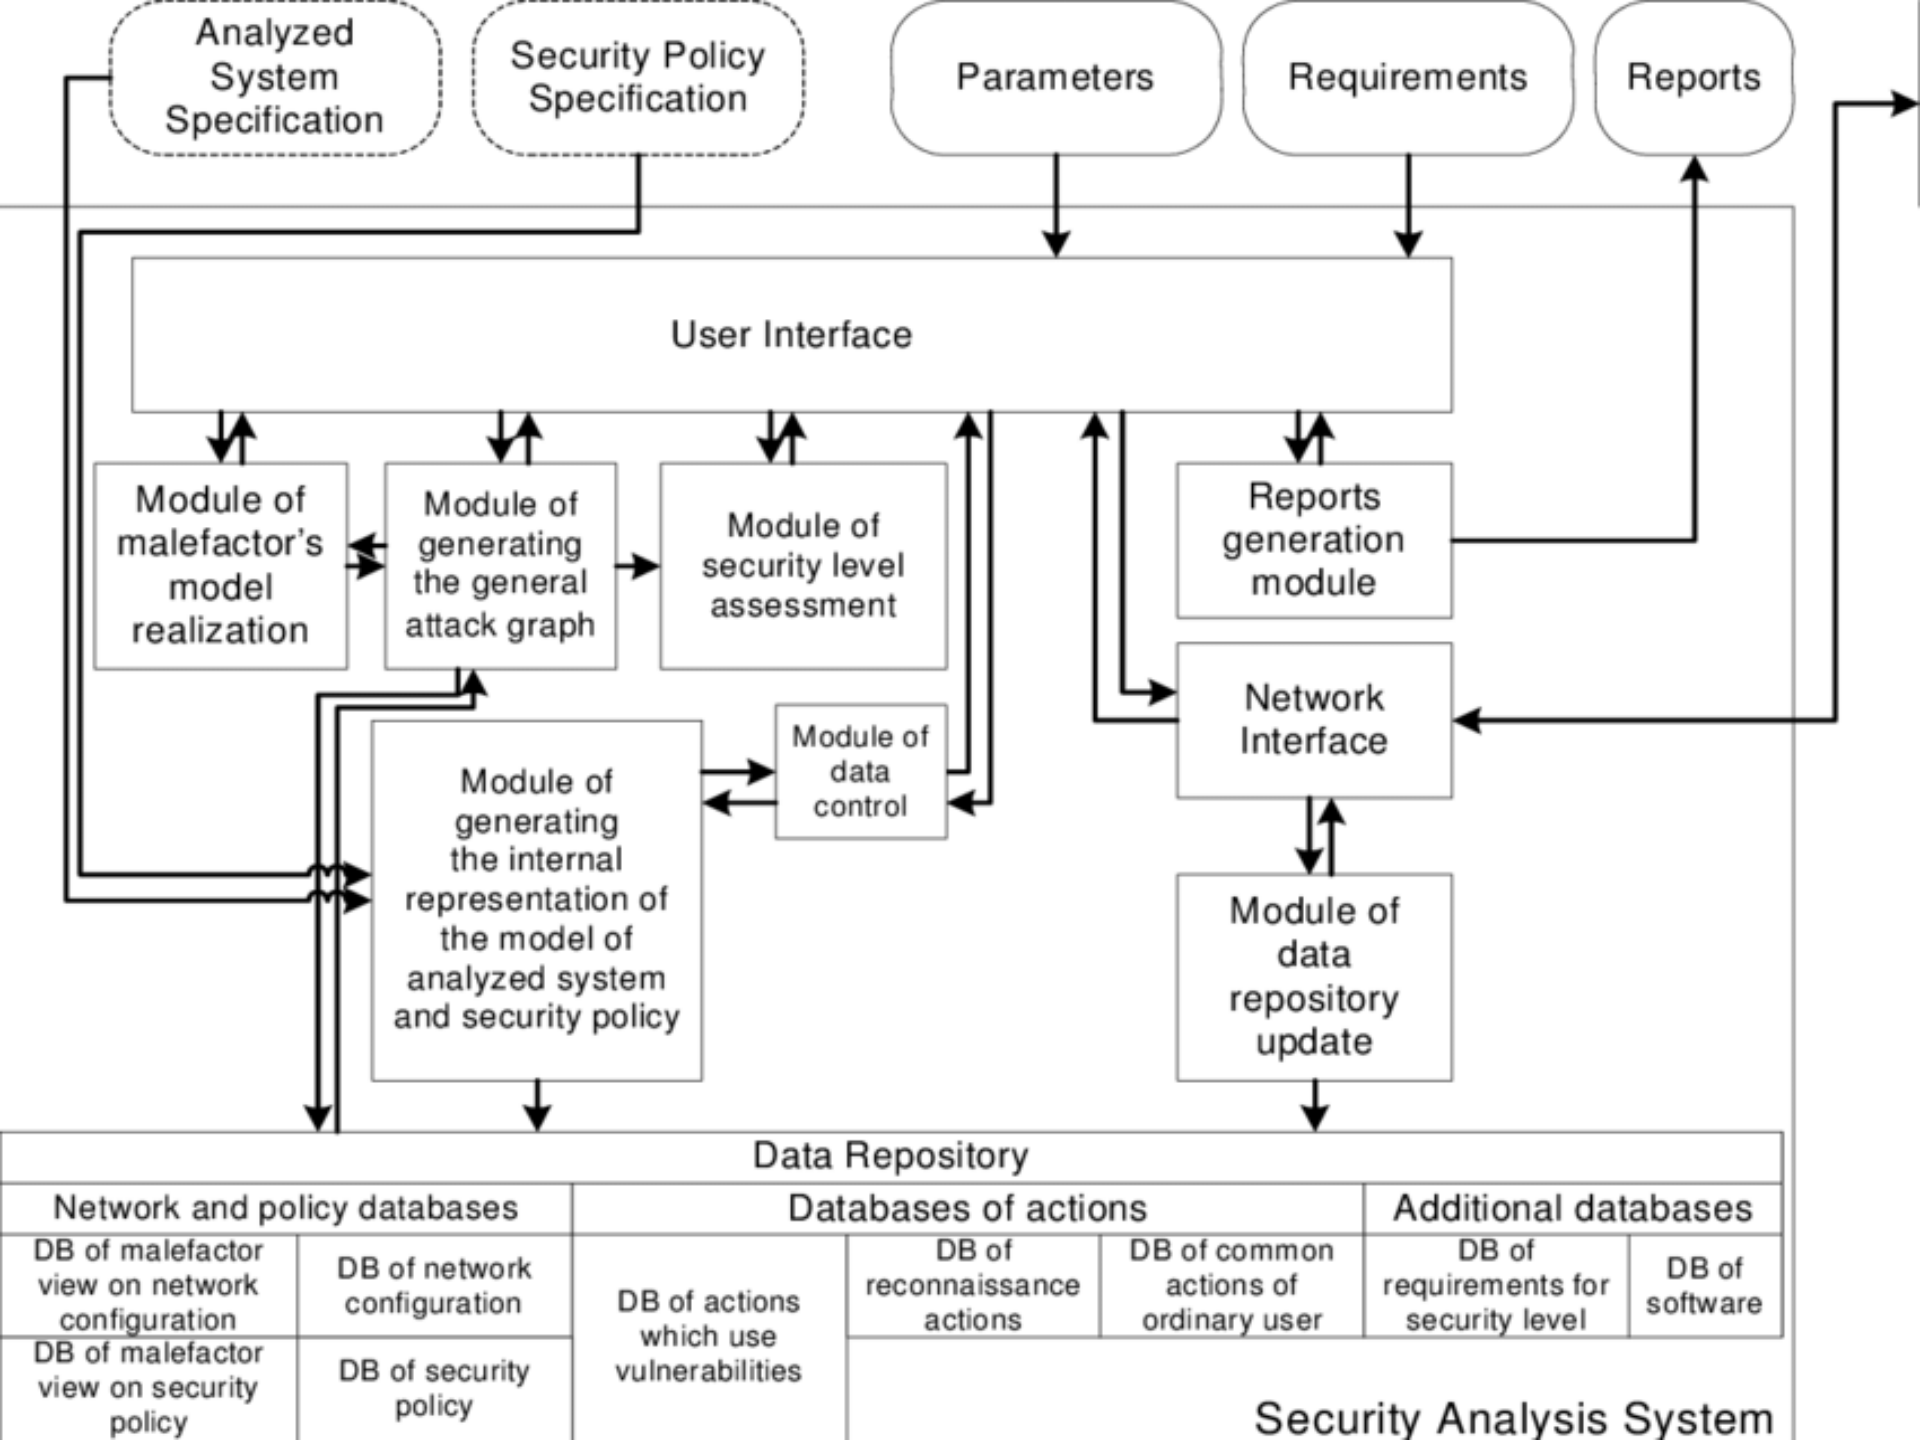 Analyzed
System
Specification
Security Policy
Specification
Parameters
Requirements
Reports
User Interface
Module of
malefactor's
model
realization
Module of
generating
the general
attack graph
Module of
security level
assessment
Reports
generation
module
Network
Interface
Module of
data
control
Module of
generating
the internal
representation of
the model of
analyzed system
and security policy
Module of
data
repository
update
Data Repository
Network and policy databases
Databases of actions
Additional databases
DB of malefactor
view on network
configuration
DB of network
configuration
DB of actions
which use
vulnerabilities
DB of
reconnaissance
actions
DB of common
actions of
ordinary user
DB of
requirements for
security level
DB of
software
DB of malefactor
view on security
policy
DB of security
policy
Security Analysis System